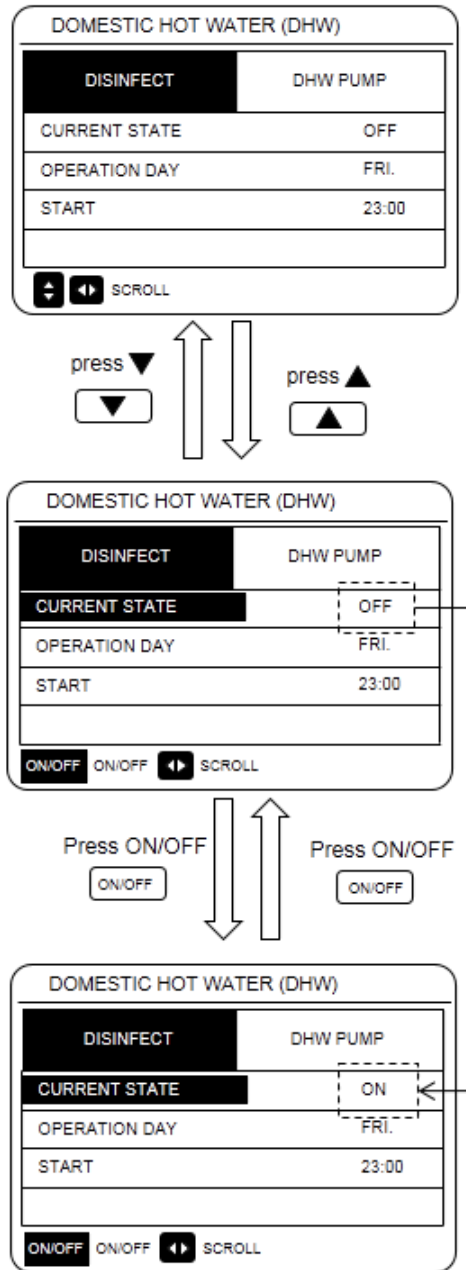 DOMESTIC HOT WATER (DHW)
DISINFECT DHW PUMP
CURRENT STATE OFF
OPERATION DAY FRI.
START 23:00
SCROLL
press ▼
▼
press ▲
▲
DOMESTIC HOT WATER (DHW)
DISINFECT DHW PUMP
CURRENT STATE OFF
OPERATION DAY FRI.
START 23:00
ON/OFF ON/OFF SCROLL
Press ON/OFF
ON/OFF
Press ON/OFF
ON/OFF
DOMESTIC HOT WATER (DHW)
DISINFECT DHW PUMP
CURRENT STATE ON
OPERATION DAY FRI.
START 23:00
ON/OFF ON/OFF SCROLL